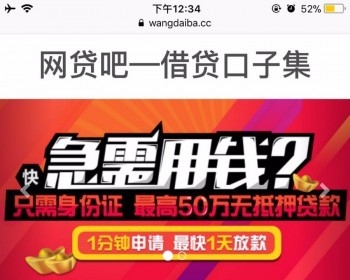 下午12:34
52%
wangdaiba.cc
网贷吧—借贷口子集
快
急需用钱?
只需身份证 最高50万无抵押贷款
1分钟申请 最快1天放款